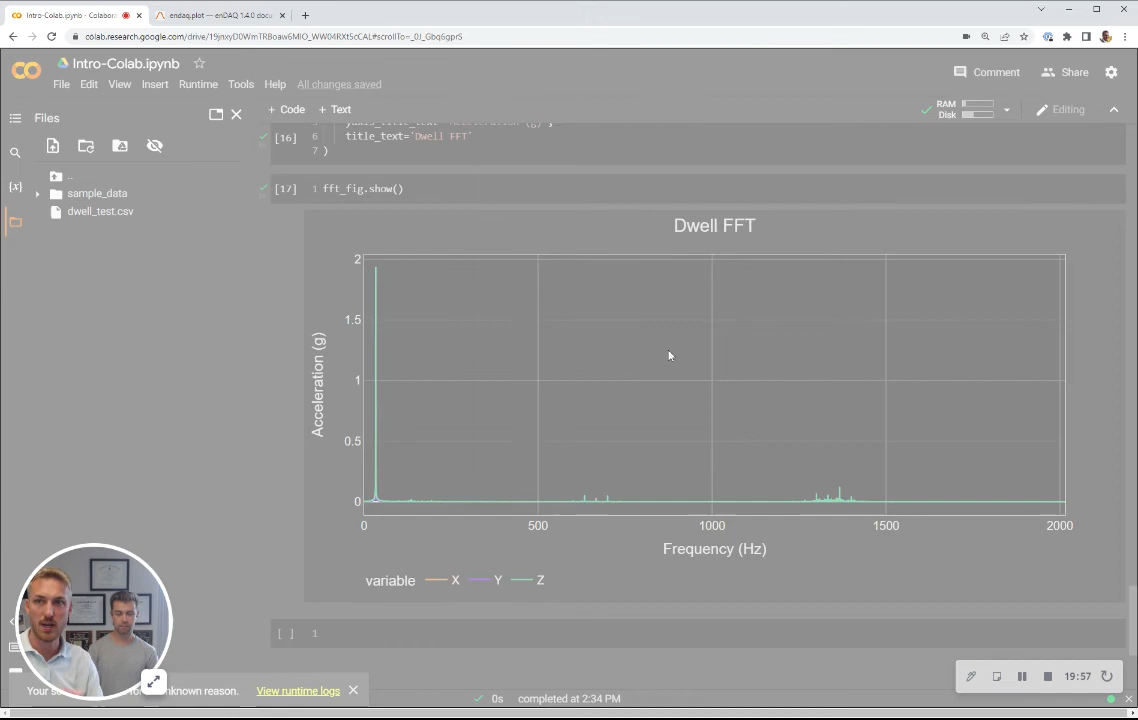 Intro-Colab.ipynb - Colabora
endaq.plot — enDAQ 1.4.0 docu
colab.research.google.com/drive/19jnxyD0WmTRBoaw6MIO_WW04RXt5cCAL#scrollTo=_0J_Gbq6gprS
Intro-Colab.ipynb
File Edit View Insert Runtime Tools Help All changes saved
Comment
Share
Files
+ Code + Text
RAM
Disk
Editing
{x}
..
sample_data
dwell_test.csv
[16] 6 title_text='Dwell FFT'
7 )
[17] 1 fft_fig.show()
Dwell FFT
2
1.5
1
0.5
0
Acceleration (g)
0 500 1000 1500 2000
Frequency (Hz)
variable X Y Z
[ ] 1
unknown reason. View runtime logs
0s completed at 2:34 PM
19:57